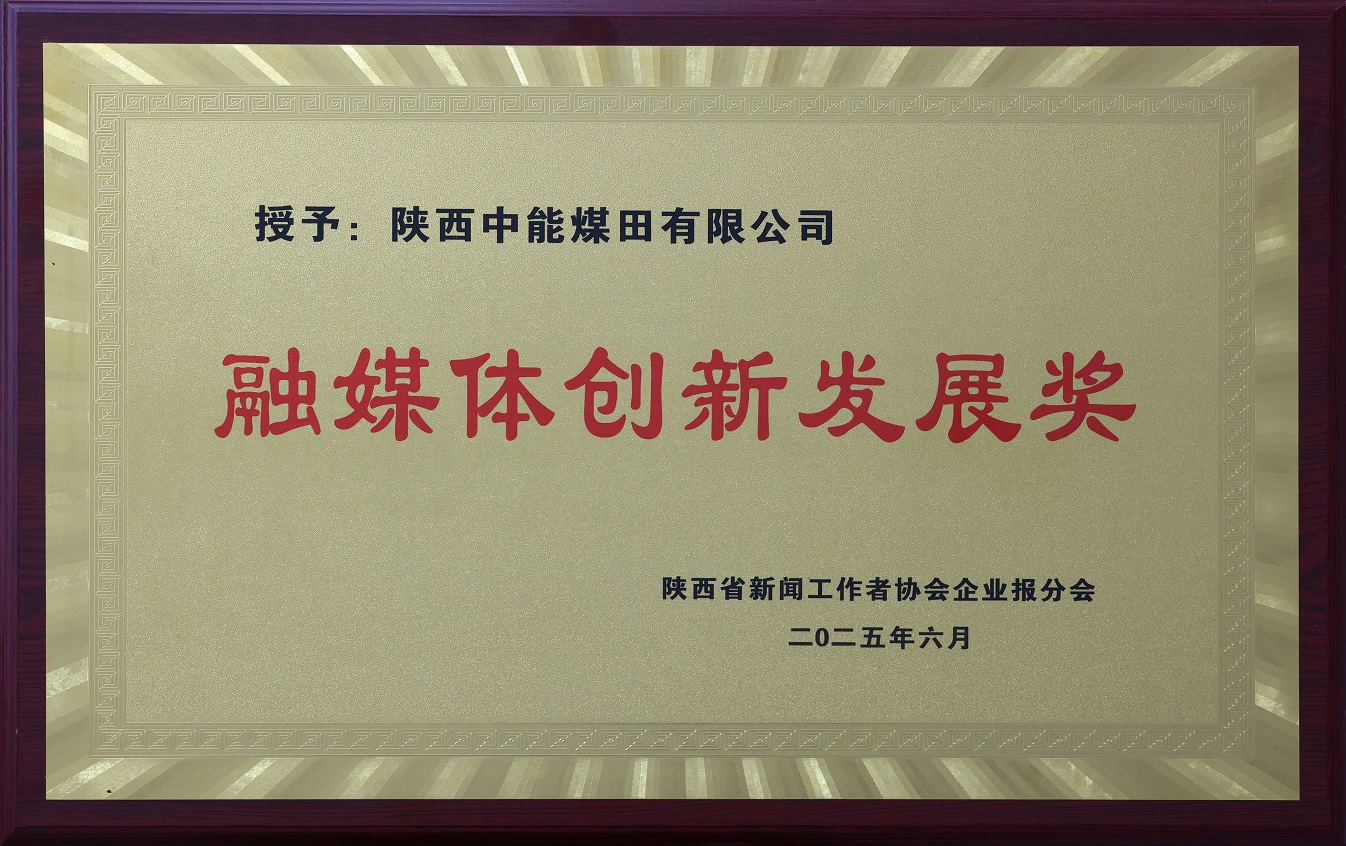 授予：陕西中能煤田有限公司
融媒体创新发展奖
陕西省新闻工作者协会企业报分会
二0二五年六月